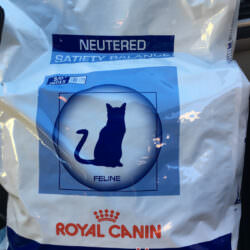 NEUTERED
SATIETY BALANCE
FELINE
ROYAL CANIN